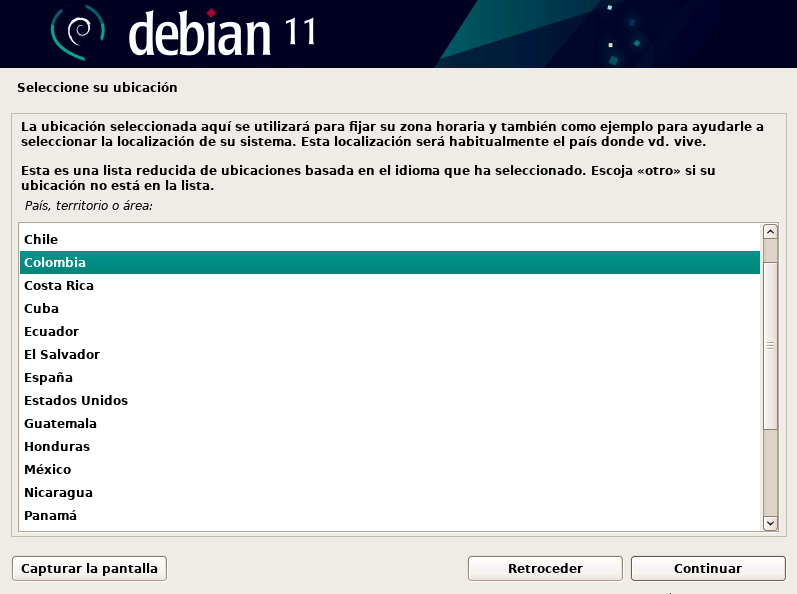 debian 11
Seleccione su ubicación
La ubicación seleccionada aquí se utilizará para fijar su zona horaria y también como ejemplo para ayudarle a
seleccionar la localización de su sistema. Esta localización será habitualmente el país donde vd. vive.
Esta es una lista reducida de ubicaciones basada en el idioma que ha seleccionado. Escoja «otro» si su
ubicación no está en la lista.
País, territorio o área:
Chile
Colombia
Costa Rica
Cuba
Ecuador
El Salvador
España
Estados Unidos
Guatemala
Honduras
México
Nicaragua
Panamá
Capturar la pantalla
Retroceder
Continuar